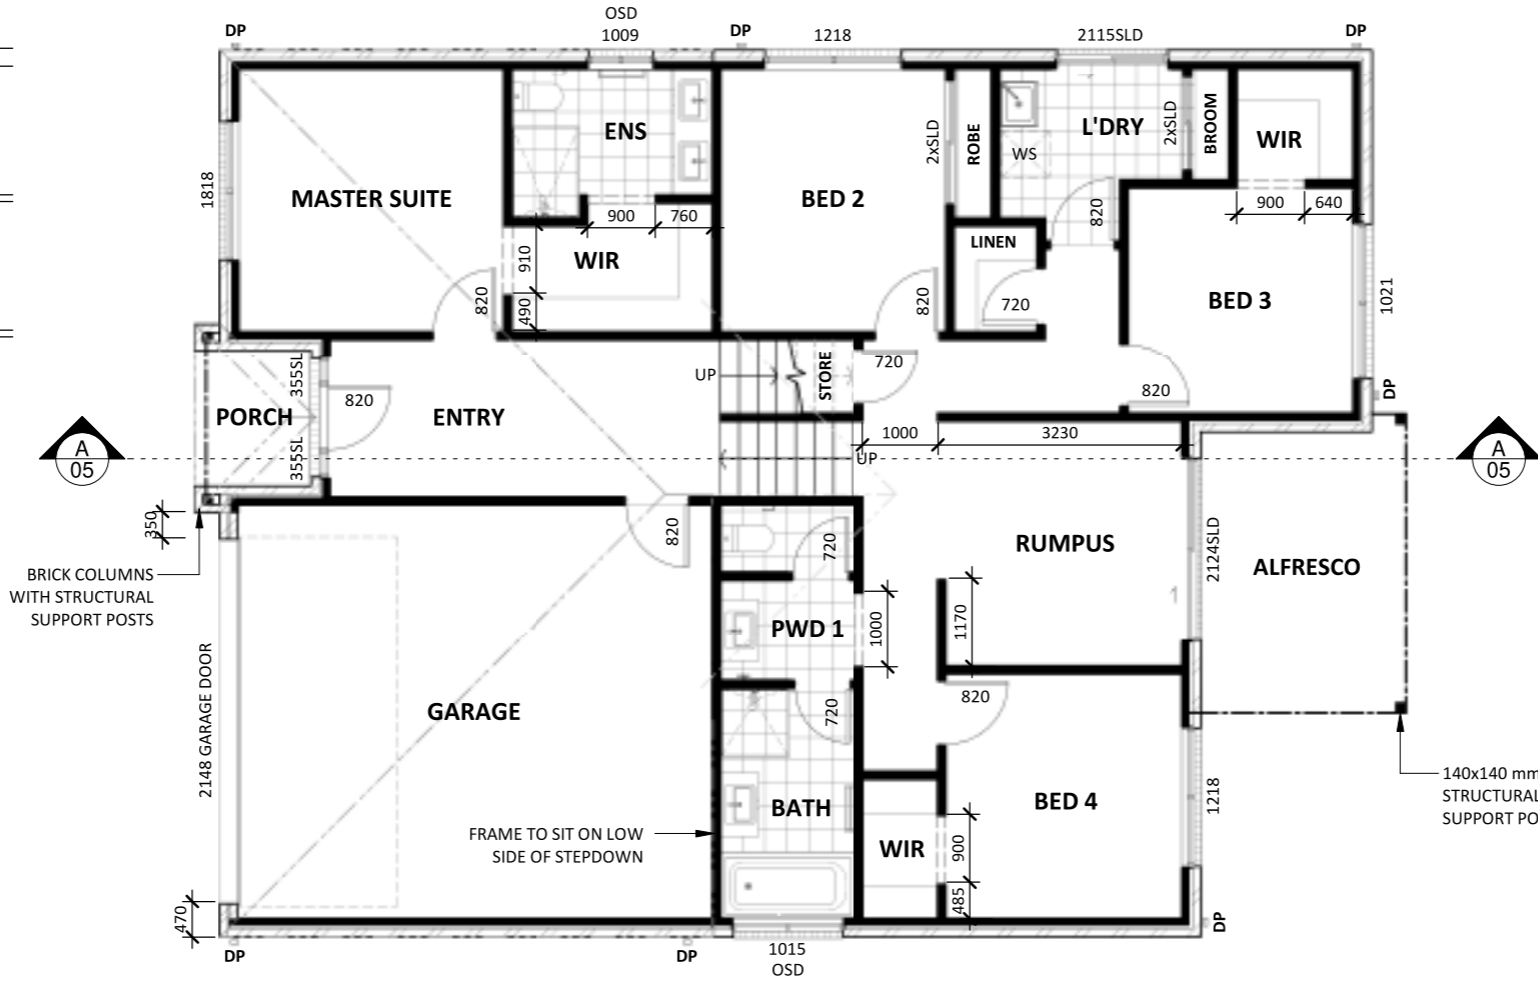 OSD
DP
1009
DP
1218
2115SLD
DP
MASTER SUITE
ENS
BED 2
2xSLD
ROBE
L'DRY
WS
2xSLD
BROOM
WIR
1818
900
760
WIR
910
490
820
820
LINEN
720
820
900
640
BED 3
1021
820
DP
PORCH
355SL
355SL
820
ENTRY
UP
STORE
720
A
05
1000
3230
UP
A
05
350
BRICK COLUMNS
WITH STRUCTURAL
SUPPORT POSTS
820
720
RUMPUS
2124SLD
ALFRESCO
PWD 1
1000
1170
2148 GARAGE DOOR
GARAGE
720
820
BATH
BED 4
1218
140x140 mm
STRUCTURAL
SUPPORT PO
FRAME TO SIT ON LOW
SIDE OF STEPDOWN
WIR
900
485
470
DP
DP
1015
OSD
DP